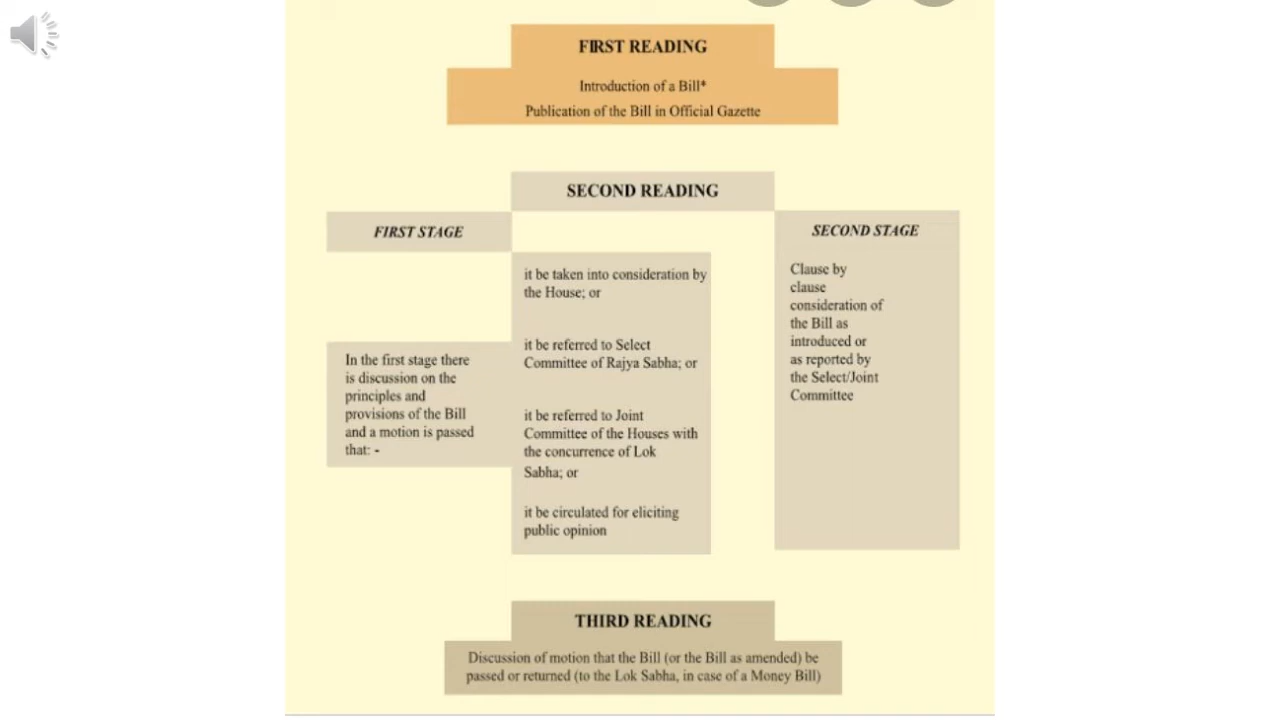 FIRST READING
Introduction of a Bill*
Publication of the Bill in Official Gazette
SECOND READING
FIRST STAGE
In the first stage there
is discussion on the
principles and
provisions of the Bill
and a motion is passed
that: -
it be taken into consideration by
the House; or
it be referred to Select
Committee of Rajya Sabha; or
it be referred to Joint
Committee of the Houses with
the concurrence of Lok
Sabha; or
it be circulated for eliciting
public opinion
SECOND STAGE
Clause by
clause
consideration of
the Bill as
introduced or
as reported by
the Select/Joint
Committee
THIRD READING
Discussion of motion that the Bill (or the Bill as amended) be
passed or returned (to the Lok Sabha, in case of a Money Bill)